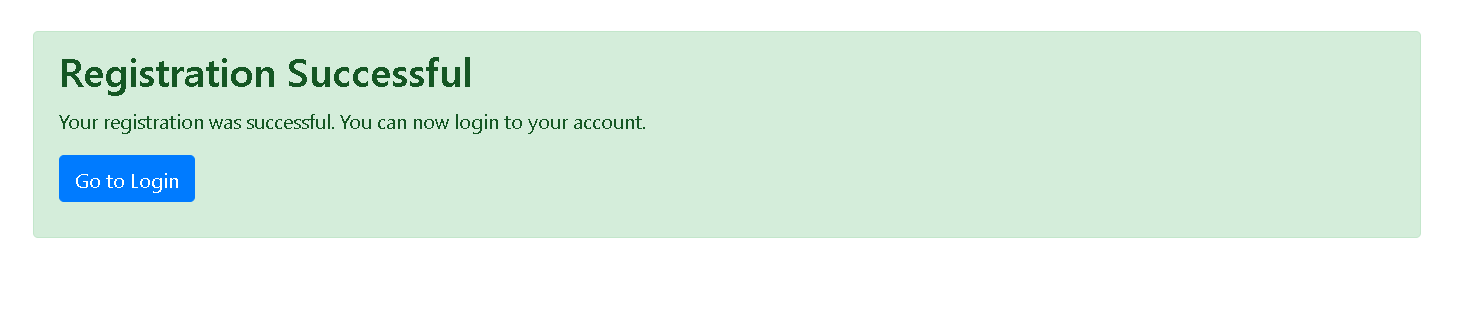 Registration Successful
Your registration was successful. You can now login to your account.
Go to Login